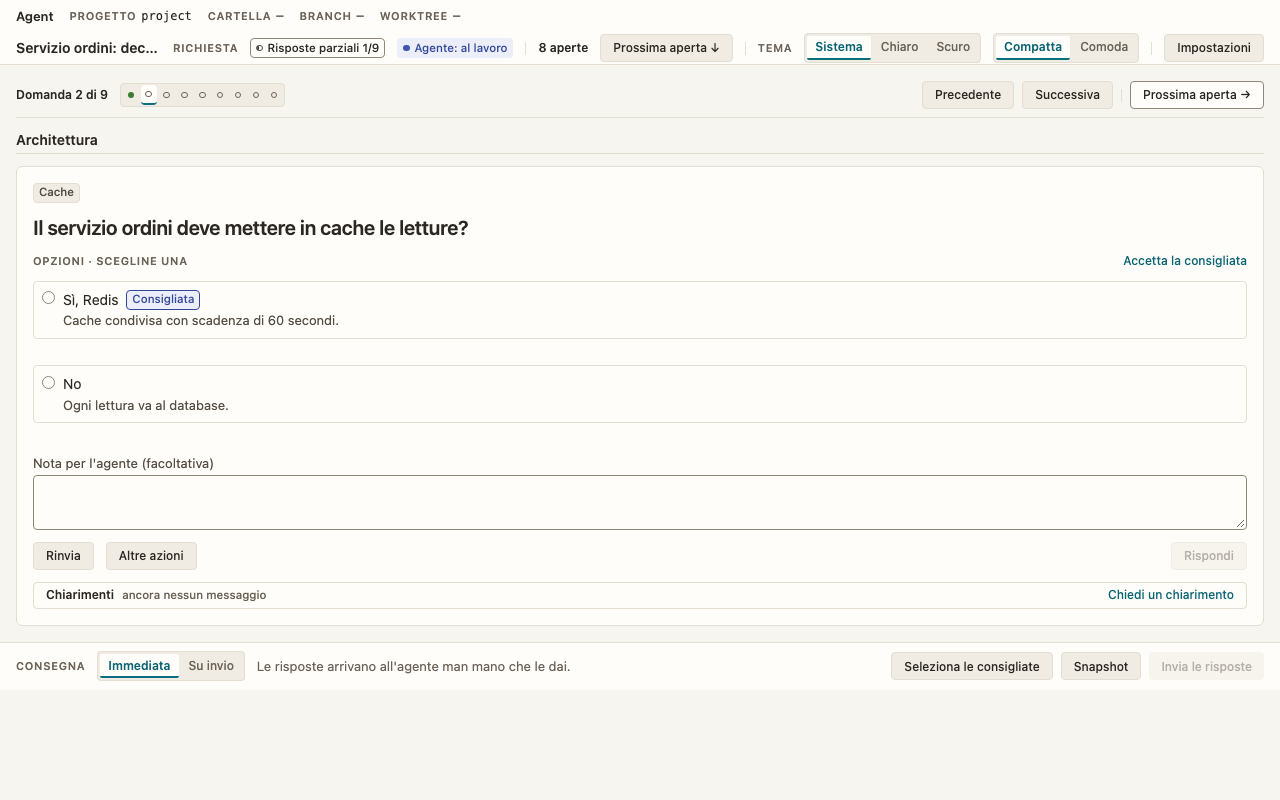 Agent PROGETTO project CARTELLA — BRANCH — WORKTREE —
Servizio ordini: dec... RICHIESTA Risposte parziali 1/9 Agente: al lavoro 8 aperte Prossima aperta ↓ TEMA Sistema Chiaro Scuro Compatta Comoda Impostazioni
Domanda 2 di 9 Precedente Successiva Prossima aperta →
Architettura
Cache
Il servizio ordini deve mettere in cache le letture?
OPZIONI · SCEGLINE UNA Accetta la consigliata
Sì, Redis Consigliata
Cache condivisa con scadenza di 60 secondi.
No
Ogni lettura va al database.
Nota per l'agente (facoltativa)
Rinvia Altre azioni Rispondi
Chiarimenti ancora nessun messaggio Chiedi un chiarimento
CONSEGNA Immediata Su invio Le risposte arrivano all'agente man mano che le dai. Seleziona le consigliate Snapshot Invia le risposte